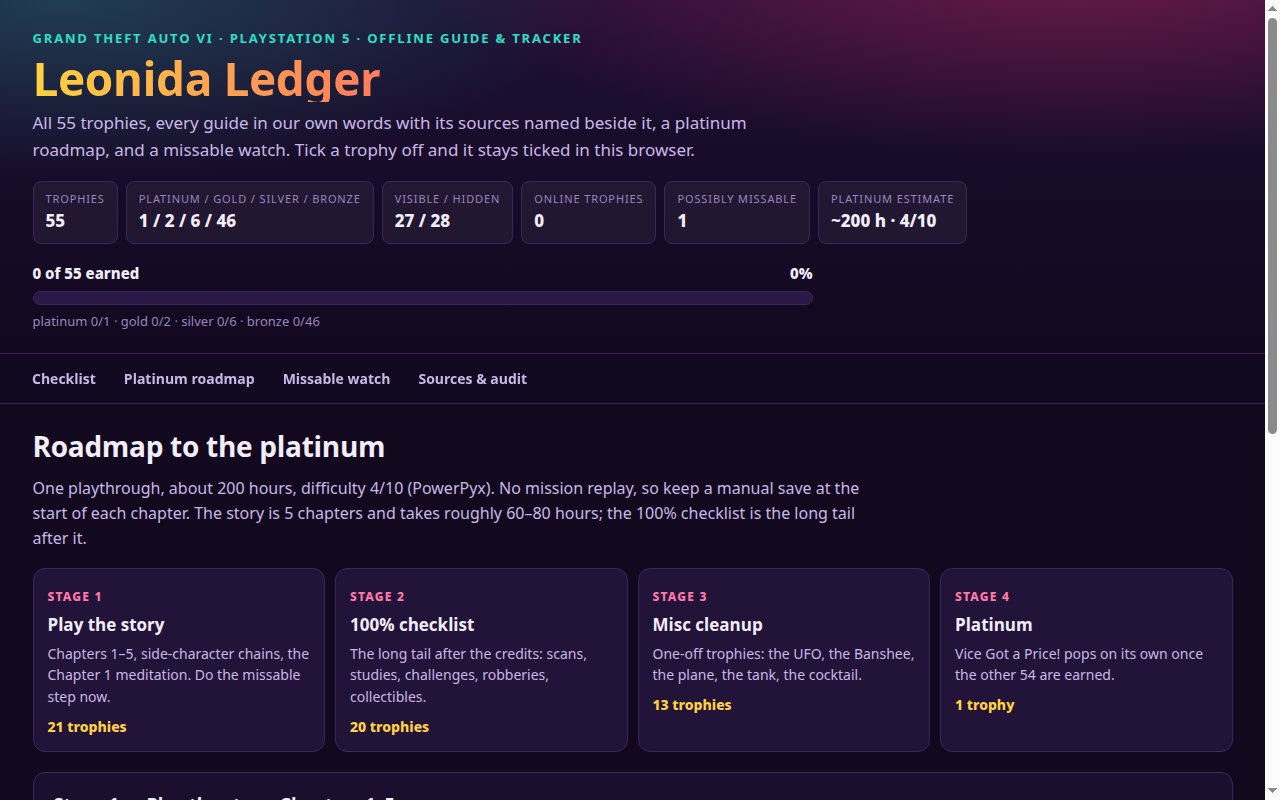 GRAND THEFT AUTO VI · PLAYSTATION 5 · OFFLINE GUIDE & TRACKER
Leonida Ledger
All 55 trophies, every guide in our own words with its sources named beside it, a platinum
roadmap, and a missable watch. Tick a trophy off and it stays ticked in this browser.
TROPHIES
55
PLATINUM / GOLD / SILVER / BRONZE
1 / 2 / 6 / 46
VISIBLE / HIDDEN
27 / 28
ONLINE TROPHIES
0
POSSIBLY MISSABLE
1
PLATINUM ESTIMATE
~200 h · 4/10
0 of 55 earned
0%
platinum 0/1 · gold 0/2 · silver 0/6 · bronze 0/46
Checklist
Platinum roadmap
Missable watch
Sources & audit
Roadmap to the platinum
One playthrough, about 200 hours, difficulty 4/10 (PowerPyx). No mission replay, so keep a manual save at the
start of each chapter. The story is 5 chapters and takes roughly 60–80 hours; the 100% checklist is the long tail
after it.
STAGE 1
Play the story
Chapters 1–5, side-character chains, the
Chapter 1 meditation. Do the missable
step now.
21 trophies
STAGE 2
100% checklist
The long tail after the credits: scans,
studies, challenges, robberies,
collectibles.
20 trophies
STAGE 3
Misc cleanup
One-off trophies: the UFO, the Banshee,
the plane, the tank, the cocktail.
13 trophies
STAGE 4
Platinum
Vice Got a Price! pops on its own once
the other 54 are earned.
1 trophy